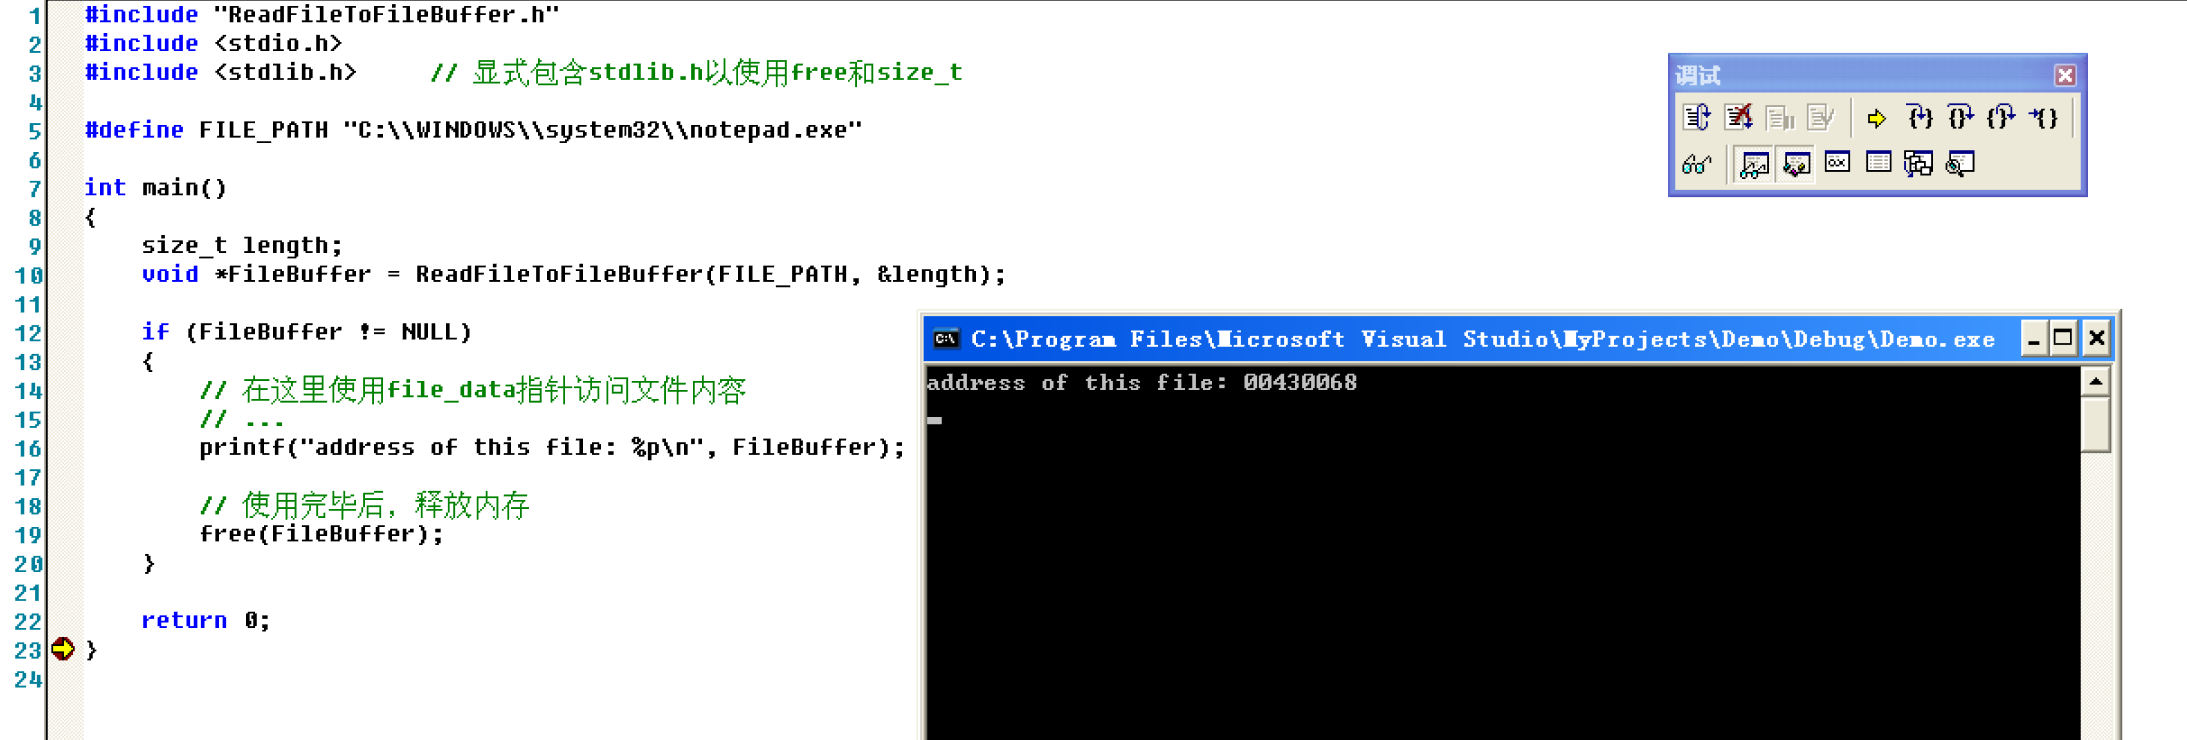 1 #include "ReadFileToFileBuffer.h"
2 #include <stdio.h>
3 #include <stdlib.h>     // 显式包含stdlib.h以使用free和size_t
4
5 #define FILE_PATH "C:\\WINDOWS\\system32\\notepad.exe"
6
7 int main()
8 {
9     size_t length;
10     void *FileBuffer = ReadFileToFileBuffer(FILE_PATH, &length);
11
12     if (FileBuffer != NULL)
13     {
14         // 在这里使用file_data指针访问文件内容
15         // ...
16         printf("address of this file: %p\n", FileBuffer);
17
18         // 使用完毕后，释放内存
19         free(FileBuffer);
20     }
21
22     return 0;
23 }
24
调试
C:\Program Files\Microsoft Visual Studio\MyProjects\Demo\Debug\Demo.exe
address of this file: 00430068